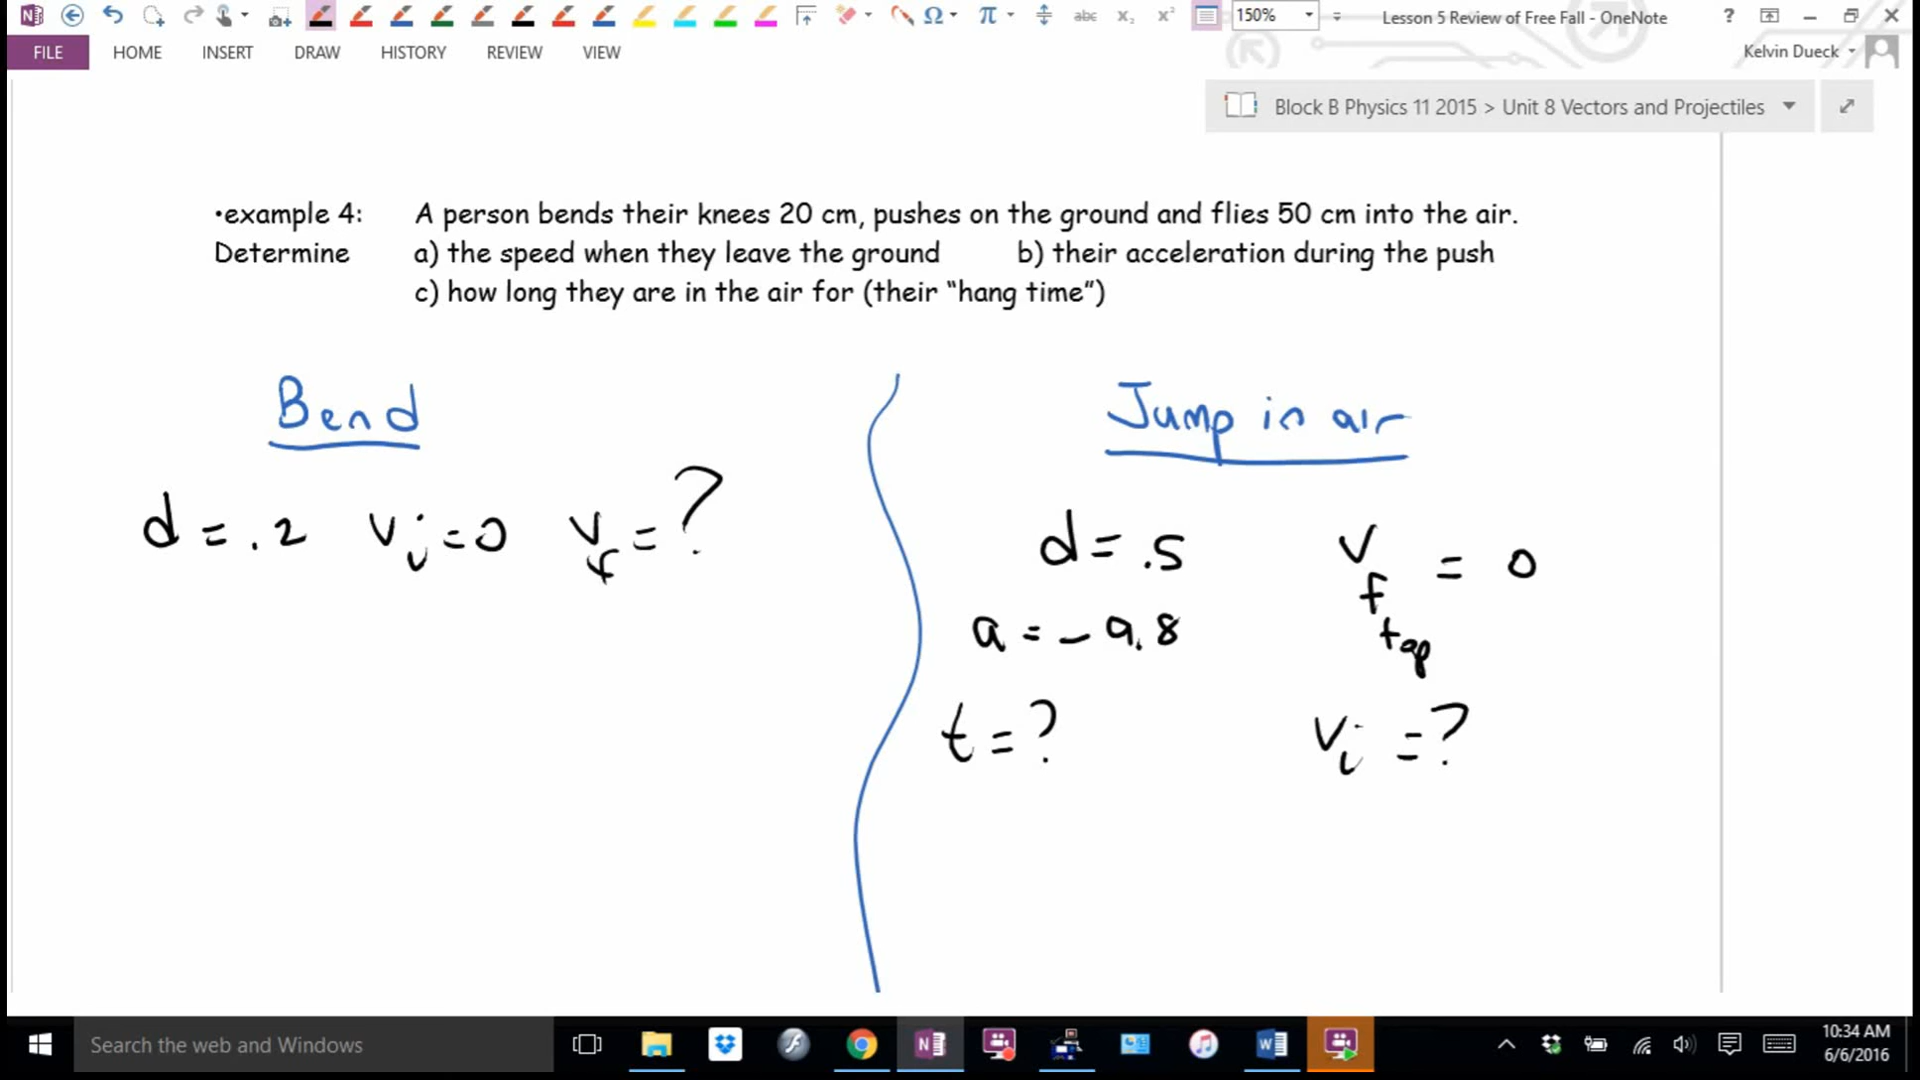 150%
Lesson 5 Review of Free Fall - OneNote
?
FILE
HOME
INSERT
DRAW
HISTORY
REVIEW
VIEW
Kelvin Dueck
Block B Physics 11 2015 > Unit 8 Vectors and Projectiles
•example 4: A person bends their knees 20 cm, pushes on the ground and flies 50 cm into the air.
Determine a) the speed when they leave the ground b) their acceleration during the push
c) how long they are in the air for (their “hang time”)
Bend
Jump in air
d = .2 vi = 0 vf = ?
d = .5 vf top = 0
a = - 9.8
t = ? vi = ?
Search the web and Windows
10:34 AM
6/6/2016